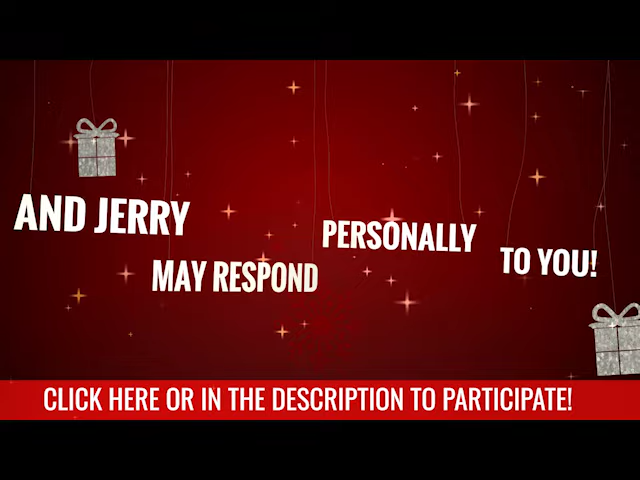 AND JERRY
MAY RESPOND
PERSONALLY
TO YOU!
CLICK HERE OR IN THE DESCRIPTION TO PARTICIPATE!